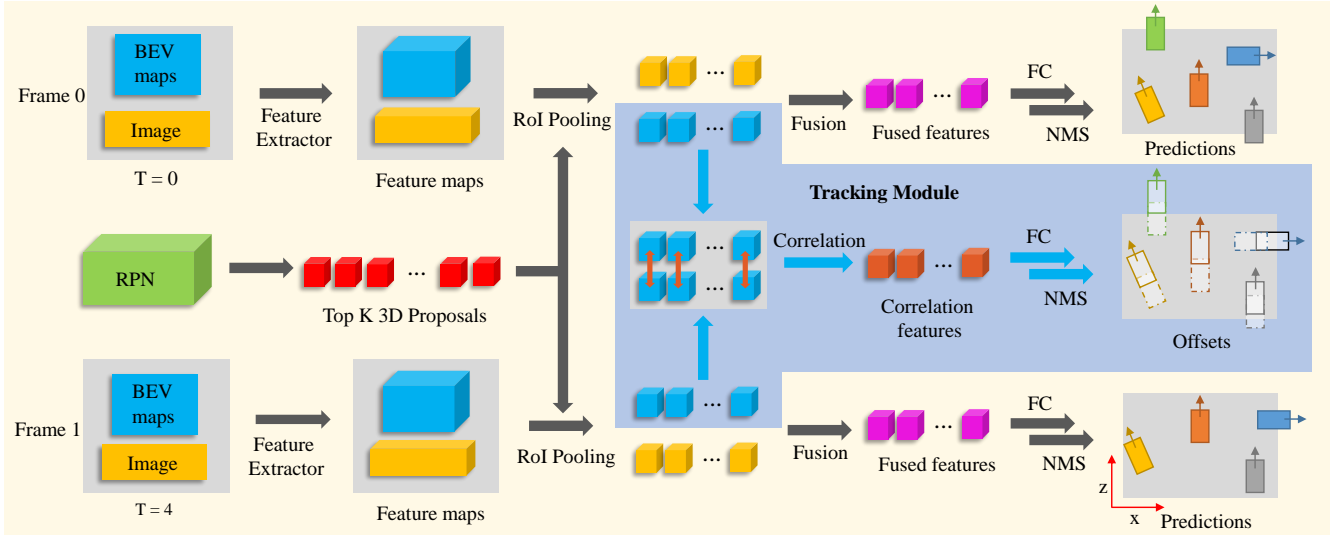 Frame 0
BEV
maps
Image
T = 0
Feature
Extractor
Feature maps
RoI Pooling
...
...
Fusion
...
Fused features
FC
NMS
Predictions
Tracking Module
RPN
...
Top K 3D Proposals
...
...
Correlation
...
Correlation
features
FC
NMS
Offsets
Frame 1
BEV
maps
Image
T = 4
Feature
Extractor
Feature maps
RoI Pooling
...
...
Fusion
...
Fused features
FC
NMS
z
x
Predictions